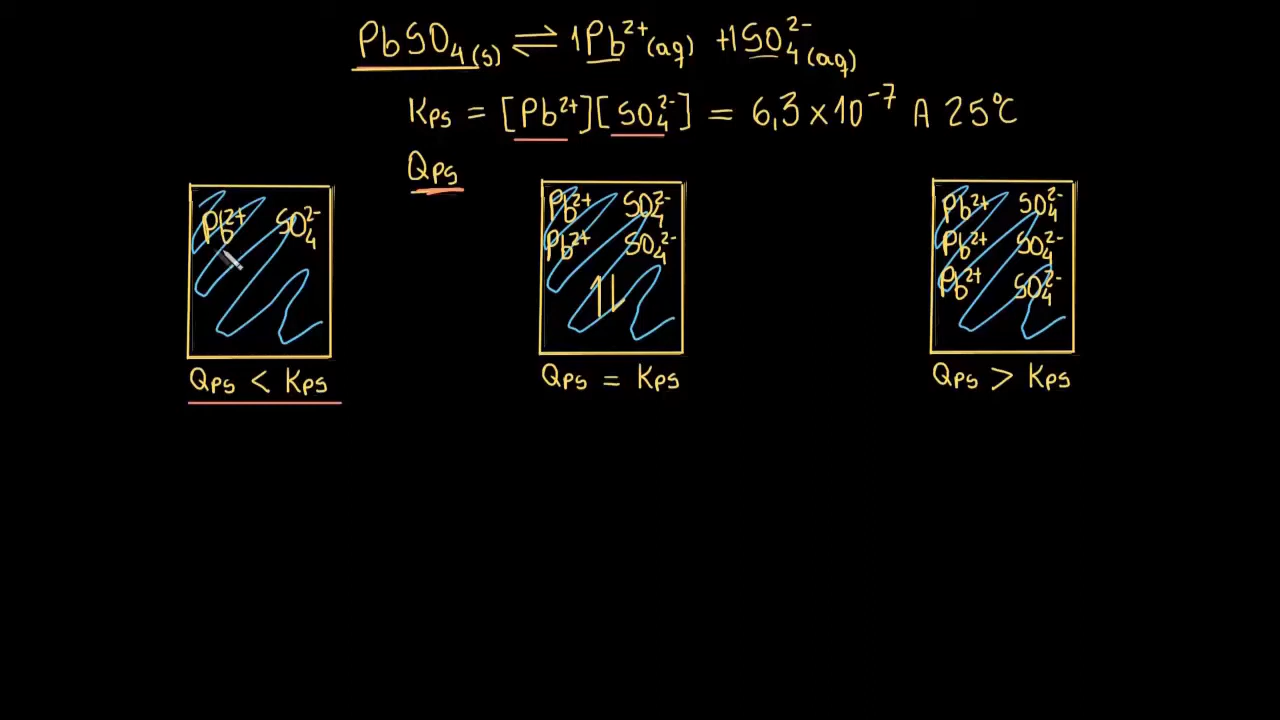 PbSO₄(s) ⇌ 1Pb²⁺(aq) + 1SO₄²⁻(aq)
Kps = [Pb²⁺][SO₄²⁻] = 6,3 × 10⁻⁷ A 25°C
Qps
Pb²⁺ SO₄²⁻
Qps < Kps
Pb²⁺ SO₄²⁻
Pb²⁺ SO₄²⁻
1L
Qps = Kps
Pb²⁺ SO₄²⁻
Pb²⁺ SO₄²⁻
Pb²⁺ SO₄²⁻
Qps > Kps